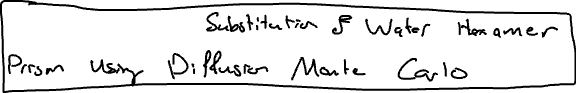 Substitution of Water Hexamer
Prism Using Diffusion Monte Carlo